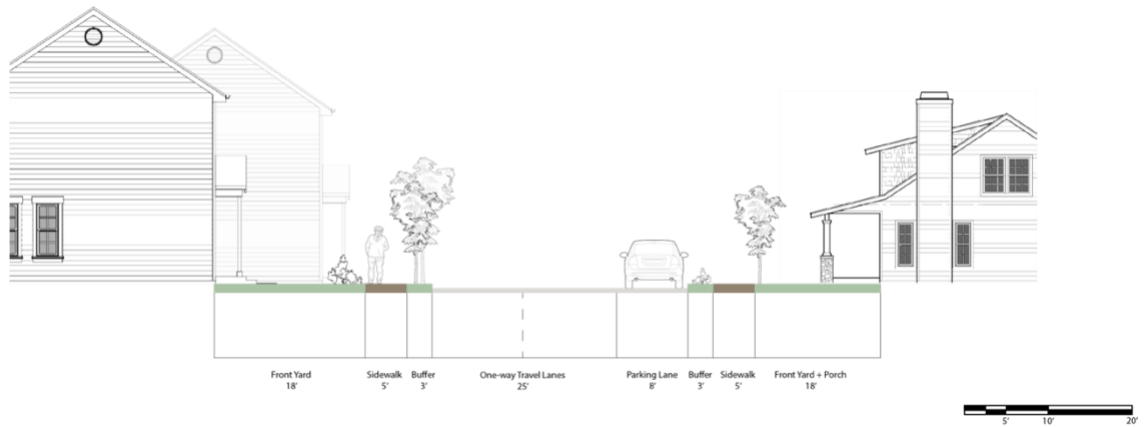 Front Yard
18'
Sidewalk
5'
Buffer
3'
One-way Travel Lanes
25'
Parking Lane
8'
Buffer
3'
Sidewalk
5'
Front Yard + Porch
18'
5'
10'
20'